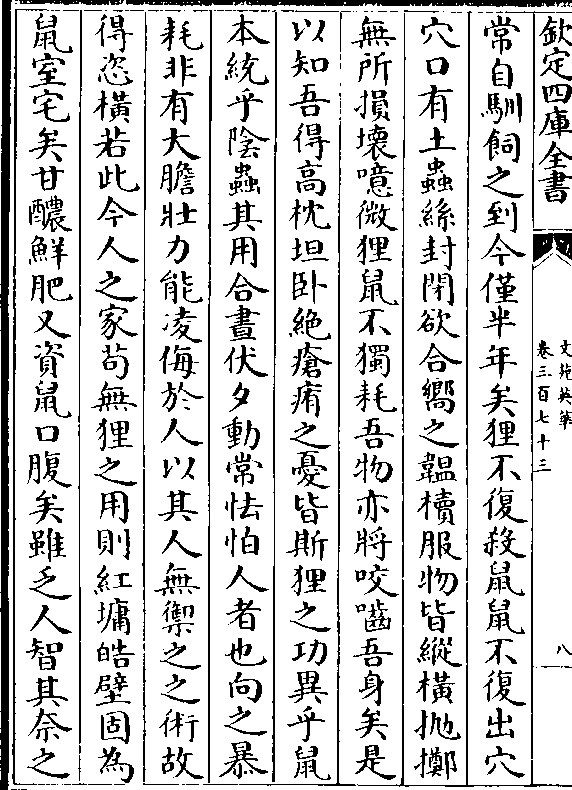 欽定四庫全書
文苑英華
卷三百七十三
八
常自馴飼之到今僅半年矣狸不復殺鼠鼠不復出穴
穴口有土蟲絲封閉欲合嚮之韞櫝服物皆縱橫抛擲
無所損壞噫微狸鼠不獨耗吾物亦將咬嚙吾身矣是
以知吾得高枕坦卧絶瘡痏之憂皆斯狸之功異乎鼠
本統乎陰蟲其用合晝伏夕動常怯怕人者也向之暴
耗非有大膽壯力能凌侮於人以其人無禦之之術故
得恣橫若此今人之家茍無狸之用則紅墉皓壁固為
鼠室宅矣甘醲鮮肥又資鼠口腹矣雖乏人智其奈之